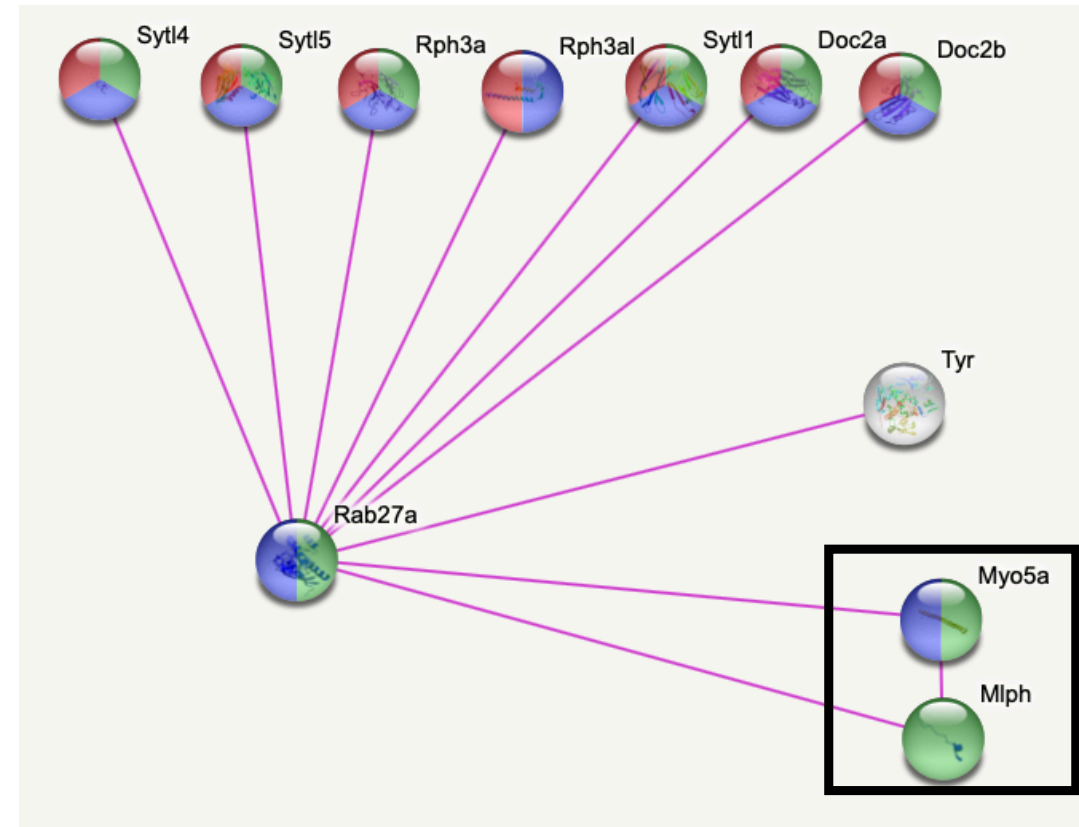 Sytl4
Sytl5
Rph3a
Rph3al
Sytl1
Doc2a
Doc2b
Tyr
Rab27a
Myo5a
Mlph